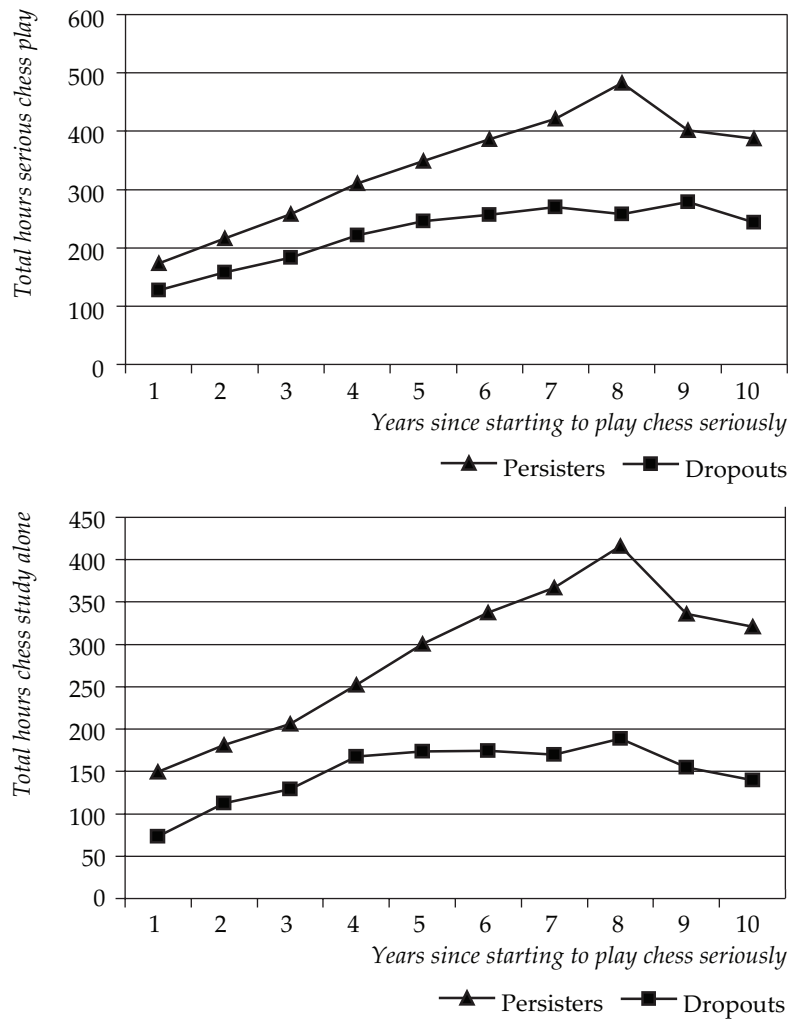 Total hours serious chess play
600
500
400
300
200
100
0
1 2 3 4 5 6 7 8 9 10
Years since starting to play chess seriously
Persisters Dropouts
Total hours chess study alone
450
400
350
300
250
200
150
100
50
0
1 2 3 4 5 6 7 8 9 10
Years since starting to play chess seriously
Persisters Dropouts